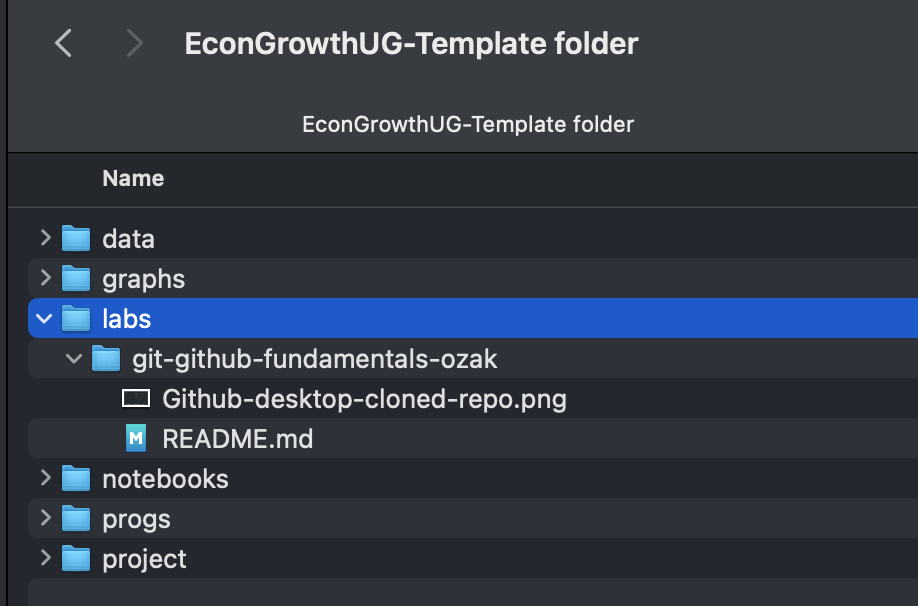 EconGrowthUG-Template folder
EconGrowthUG-Template folder
Name
data
graphs
labs
git-github-fundamentals-ozak
Github-desktop-cloned-repo.png
M README.md
notebooks
progs
project